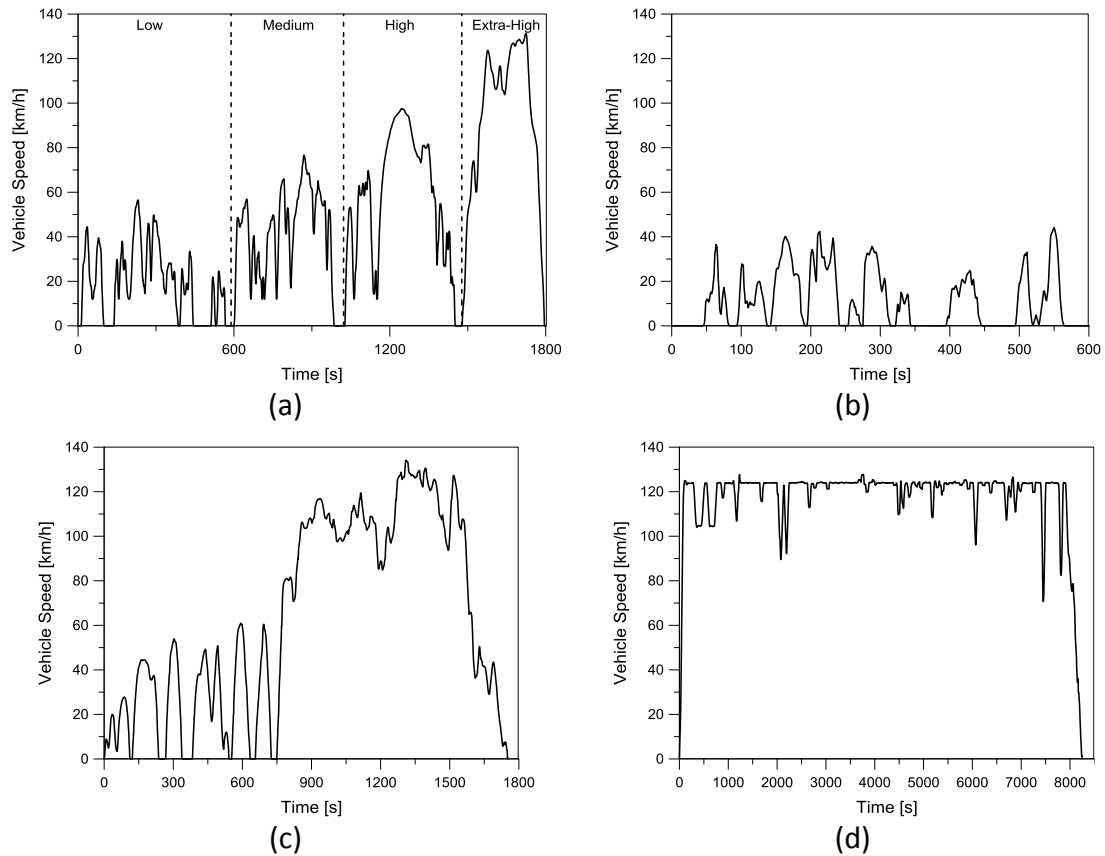 Low Medium High Extra-High
140
120
100
80
60
40
20
0
0 600 1200 1800
Vehicle Speed [km/h]
Time [s]
(a)
140
120
100
80
60
40
20
0
0 100 200 300 400 500 600
Vehicle Speed [km/h]
Time [s]
(b)
140
120
100
80
60
40
20
0
0 300 600 900 1200 1500 1800
Vehicle Speed [km/h]
Time [s]
(c)
140
120
100
80
60
40
20
0
0 1000 2000 3000 4000 5000 6000 7000 8000
Vehicle Speed [km/h]
Time [s]
(d)